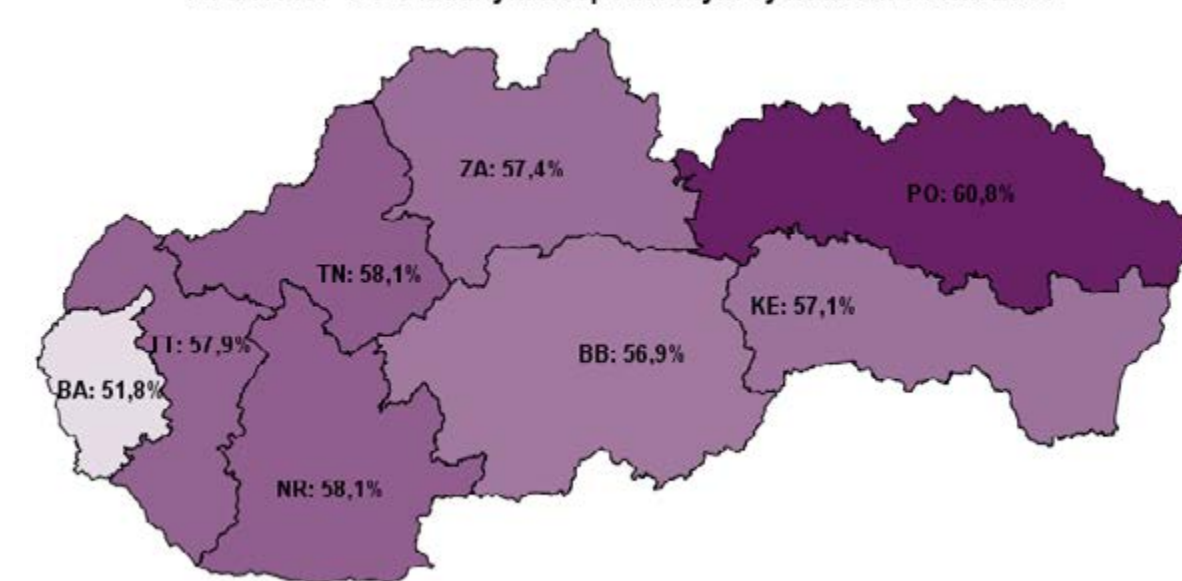 ZA: 57,4%
PO: 60,8%
TN: 58,1%
KE: 57,1%
TT: 57,9%
BB: 56,9%
BA: 51,8%
NR: 58,1%